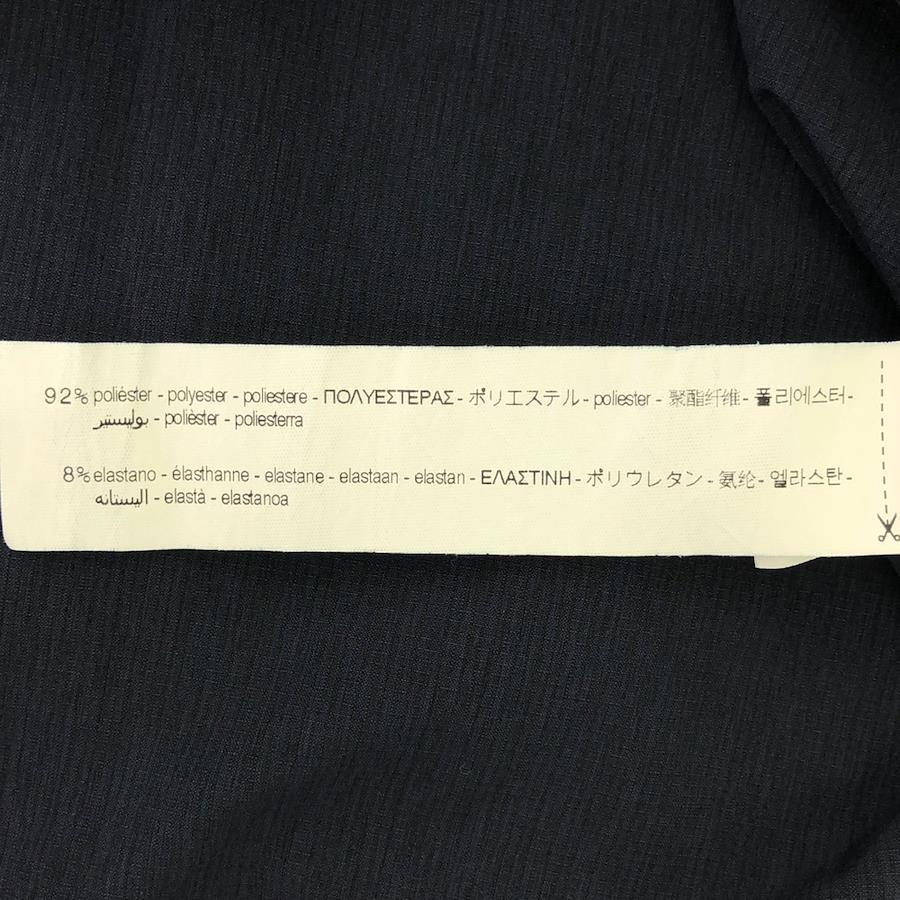 92% poliéster - polyester - poliestere - ΠΟΛΥΕΣΤΕΡΑΣ - ポリエステル - poliester - 聚酯纤维 - 폴리에스터 -
بوليستير - polièster - poliesterra
8% elastano - élasthanne - elastane - elastaan - elastan - ΕΛΑΣΤΙΝΗ - ポリウレタン - 氨纶 - 엘라스탄 -
اليستانه - elastà - elastanoa